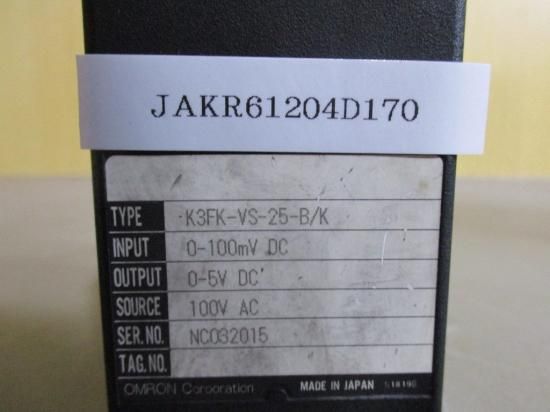 JAKR61204D170
TYPE K3FK-VS-25-B/K
INPUT 0-100mV DC
OUTPUT 0-5V DC
SOURCE 100V AC
SER.NO. NC032015
TAG.NO.
OMRON Corporation MADE IN JAPAN